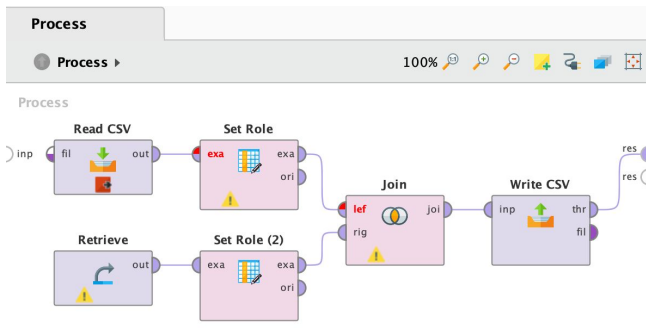 Process
Process
100%
Process
Read CSV
Set Role
inp
fil
out
exa
exa
ori
res
res
Join
Write CSV
lef
joi
rig
inp
thr
fil
Retrieve
Set Role (2)
out
exa
exa
ori